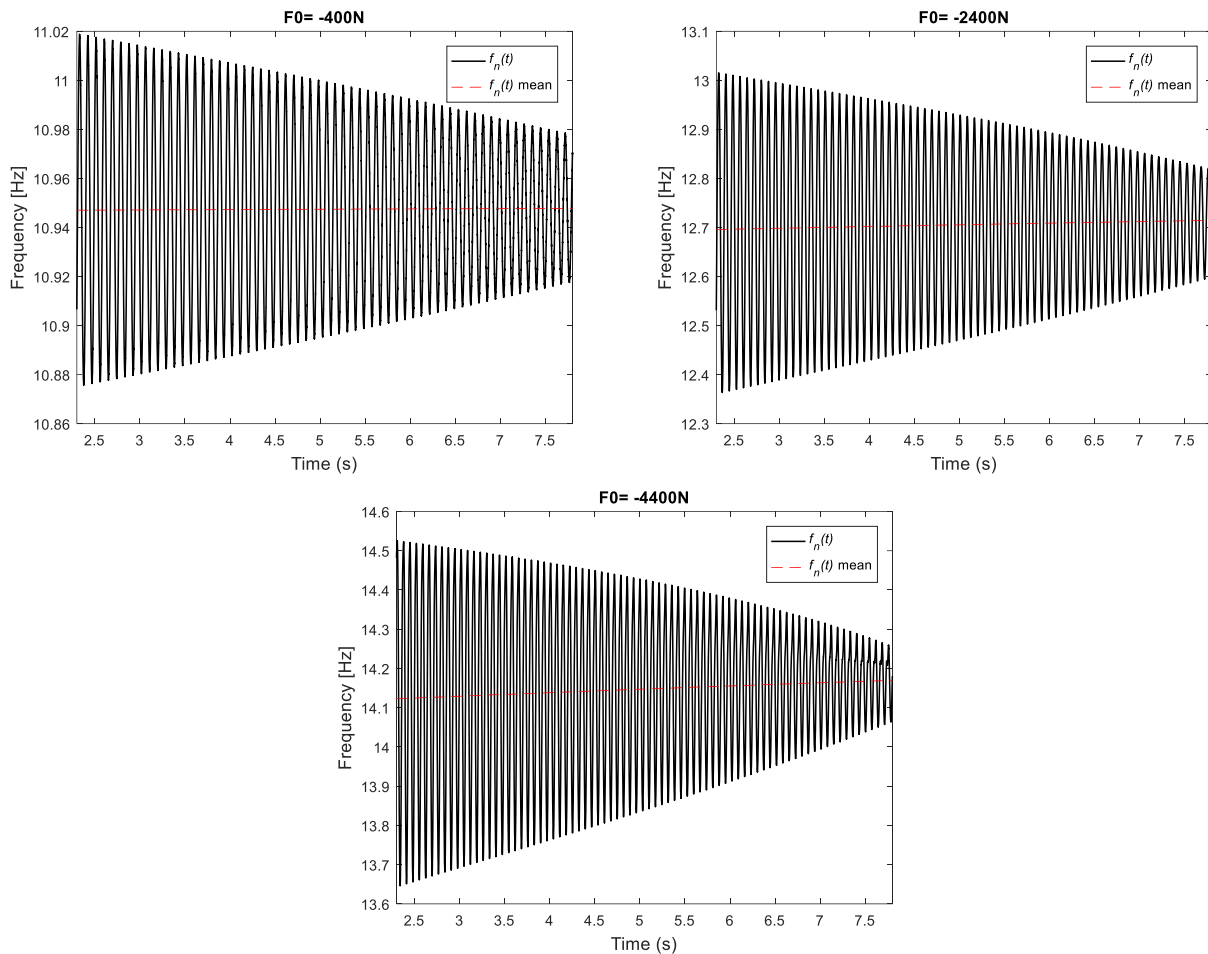 F0= -400N
11.02
11
10.98
10.96
10.94
10.92
10.9
10.88
10.86
Frequency [Hz]
2.5 3 3.5 4 4.5 5 5.5 6 6.5 7 7.5
Time (s)
f_n(t)
f_n(t) mean
F0= -2400N
13.1
13
12.9
12.8
12.7
12.6
12.5
12.4
12.3
Frequency [Hz]
2.5 3 3.5 4 4.5 5 5.5 6 6.5 7 7.5
Time (s)
f_n(t)
f_n(t) mean
F0= -4400N
14.6
14.5
14.4
14.3
14.2
14.1
14
13.9
13.8
13.7
13.6
Frequency [Hz]
2.5 3 3.5 4 4.5 5 5.5 6 6.5 7 7.5
Time (s)
f_n(t)
f_n(t) mean